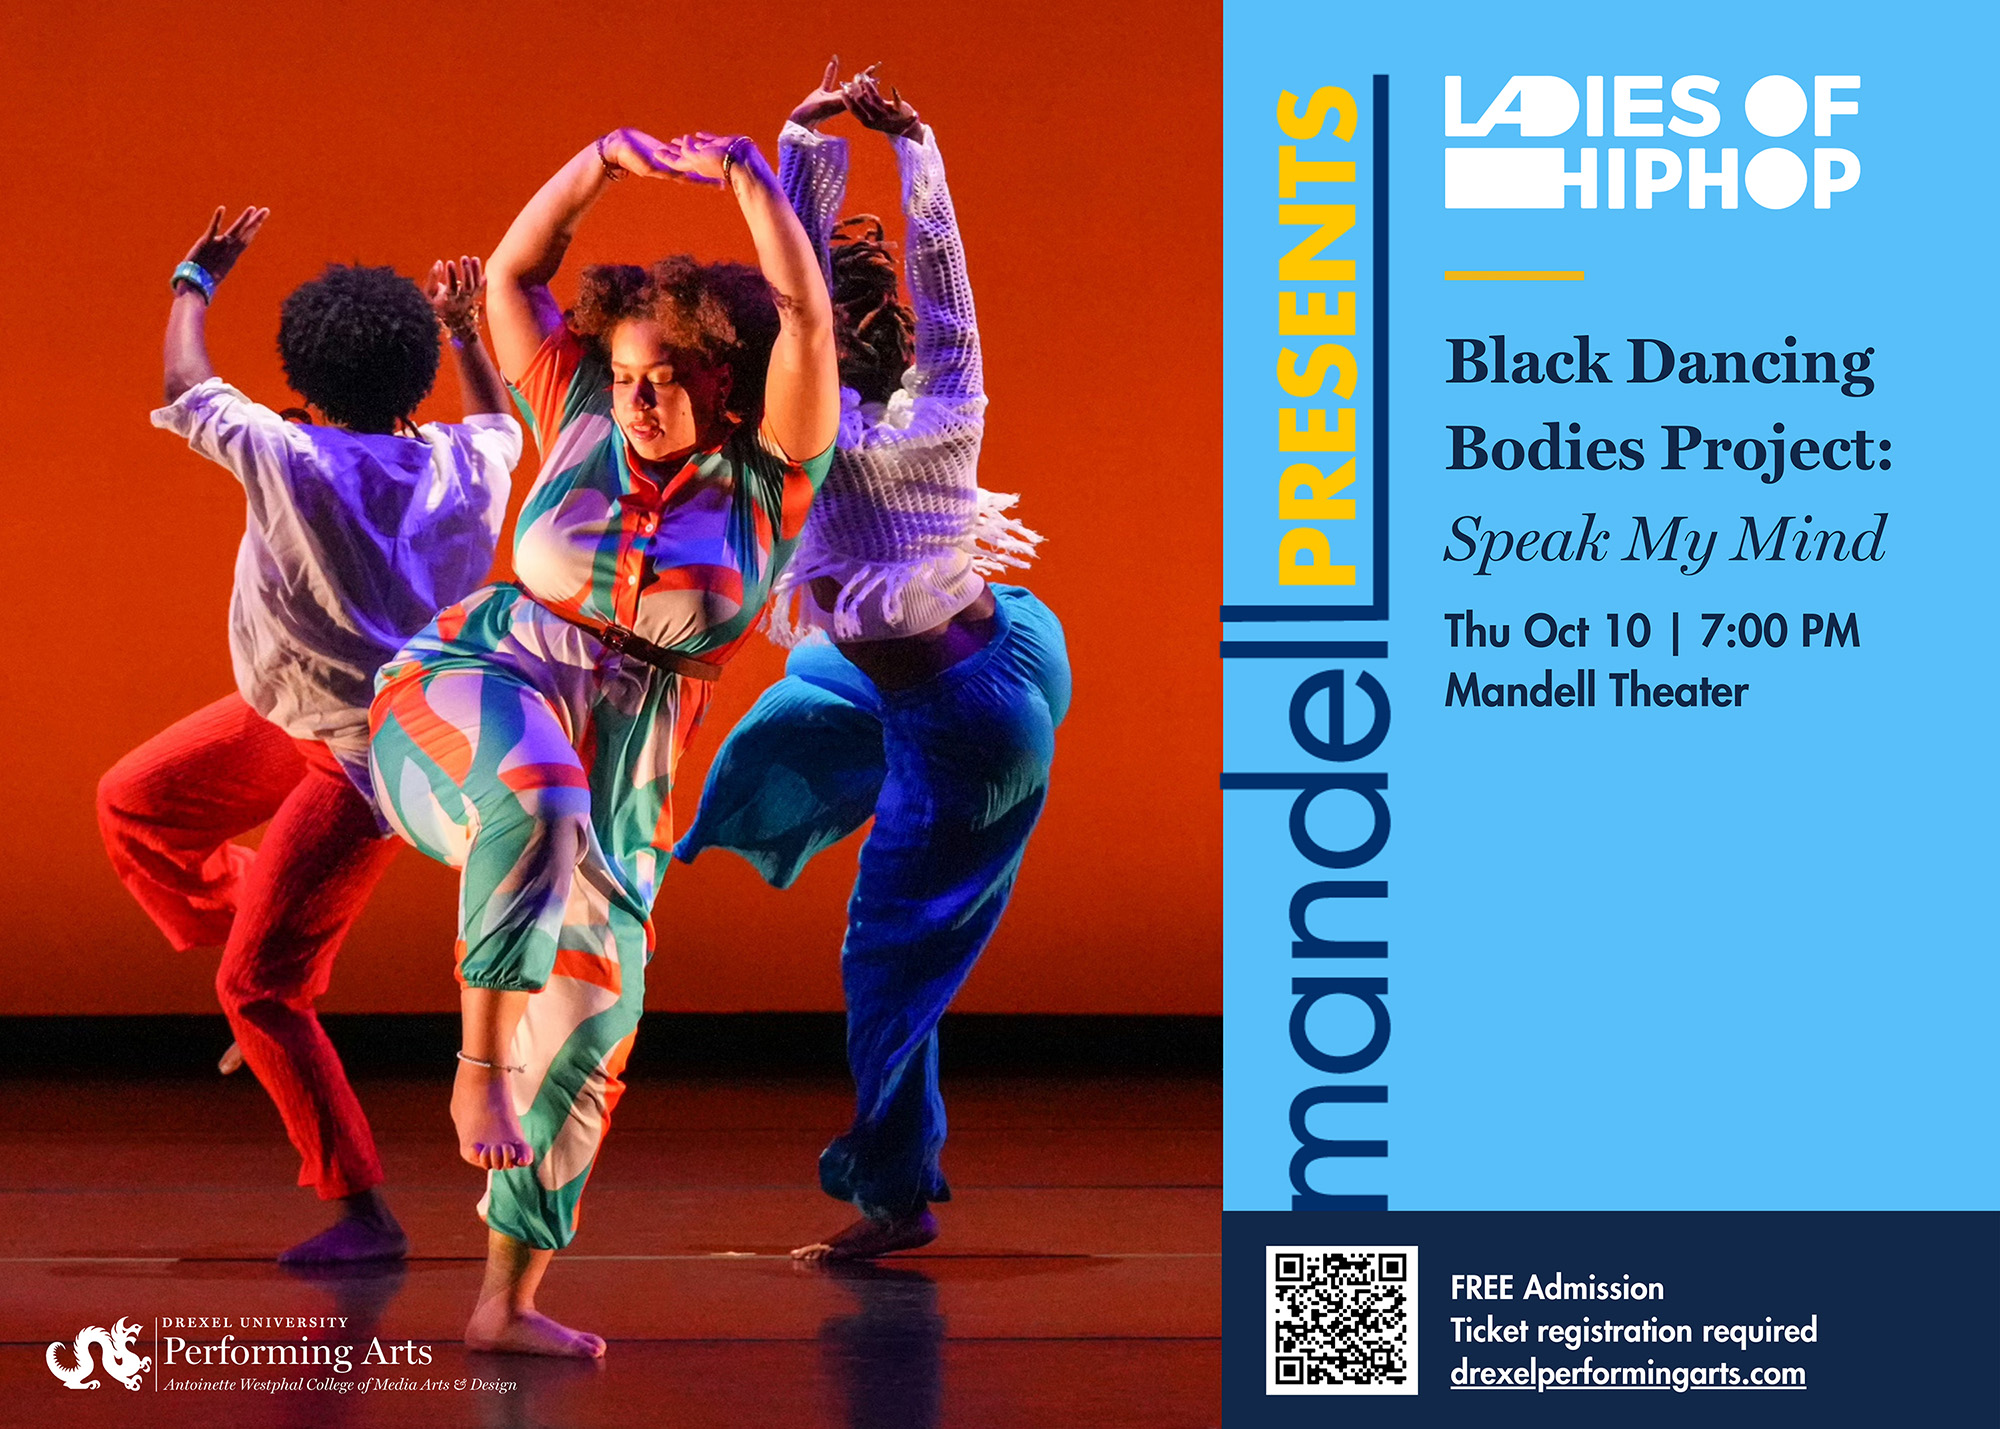 mandell PRESENTS
LADIES OF
HIPHOP
Black Dancing
Bodies Project:
Speak My Mind
Thu Oct 10 | 7:00 PM
Mandell Theater
FREE Admission
Ticket registration required
drexelperformingarts.com
DREXEL UNIVERSITY
Performing Arts
Antoinette Westphal College of Media Arts & Design